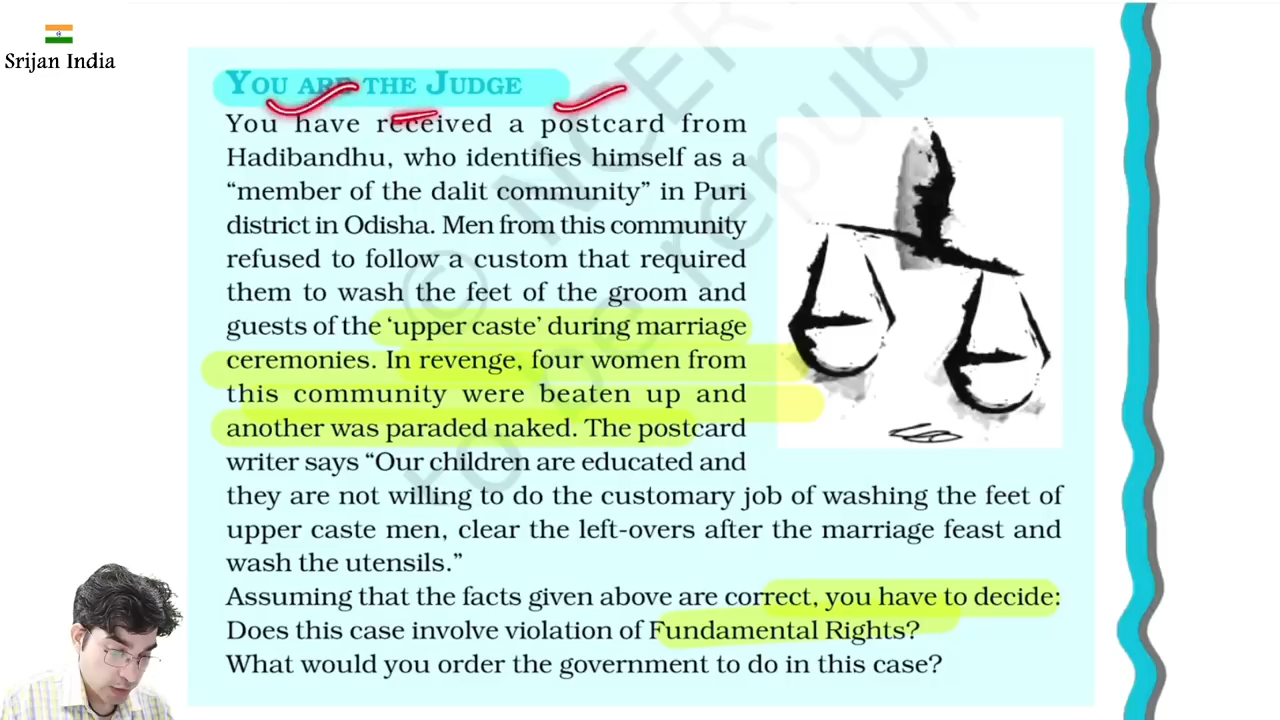 Srijan India
YOU ARE THE JUDGE
You have received a postcard from
Hadibandhu, who identifies himself as a
“member of the dalit community” in Puri
district in Odisha. Men from this community
refused to follow a custom that required
them to wash the feet of the groom and
guests of the ‘upper caste’ during marriage
ceremonies. In revenge, four women from
this community were beaten up and
another was paraded naked. The postcard
writer says “Our children are educated and
they are not willing to do the customary job of washing the feet of
upper caste men, clear the left-overs after the marriage feast and
wash the utensils.”
Assuming that the facts given above are correct, you have to decide:
Does this case involve violation of Fundamental Rights?
What would you order the government to do in this case?